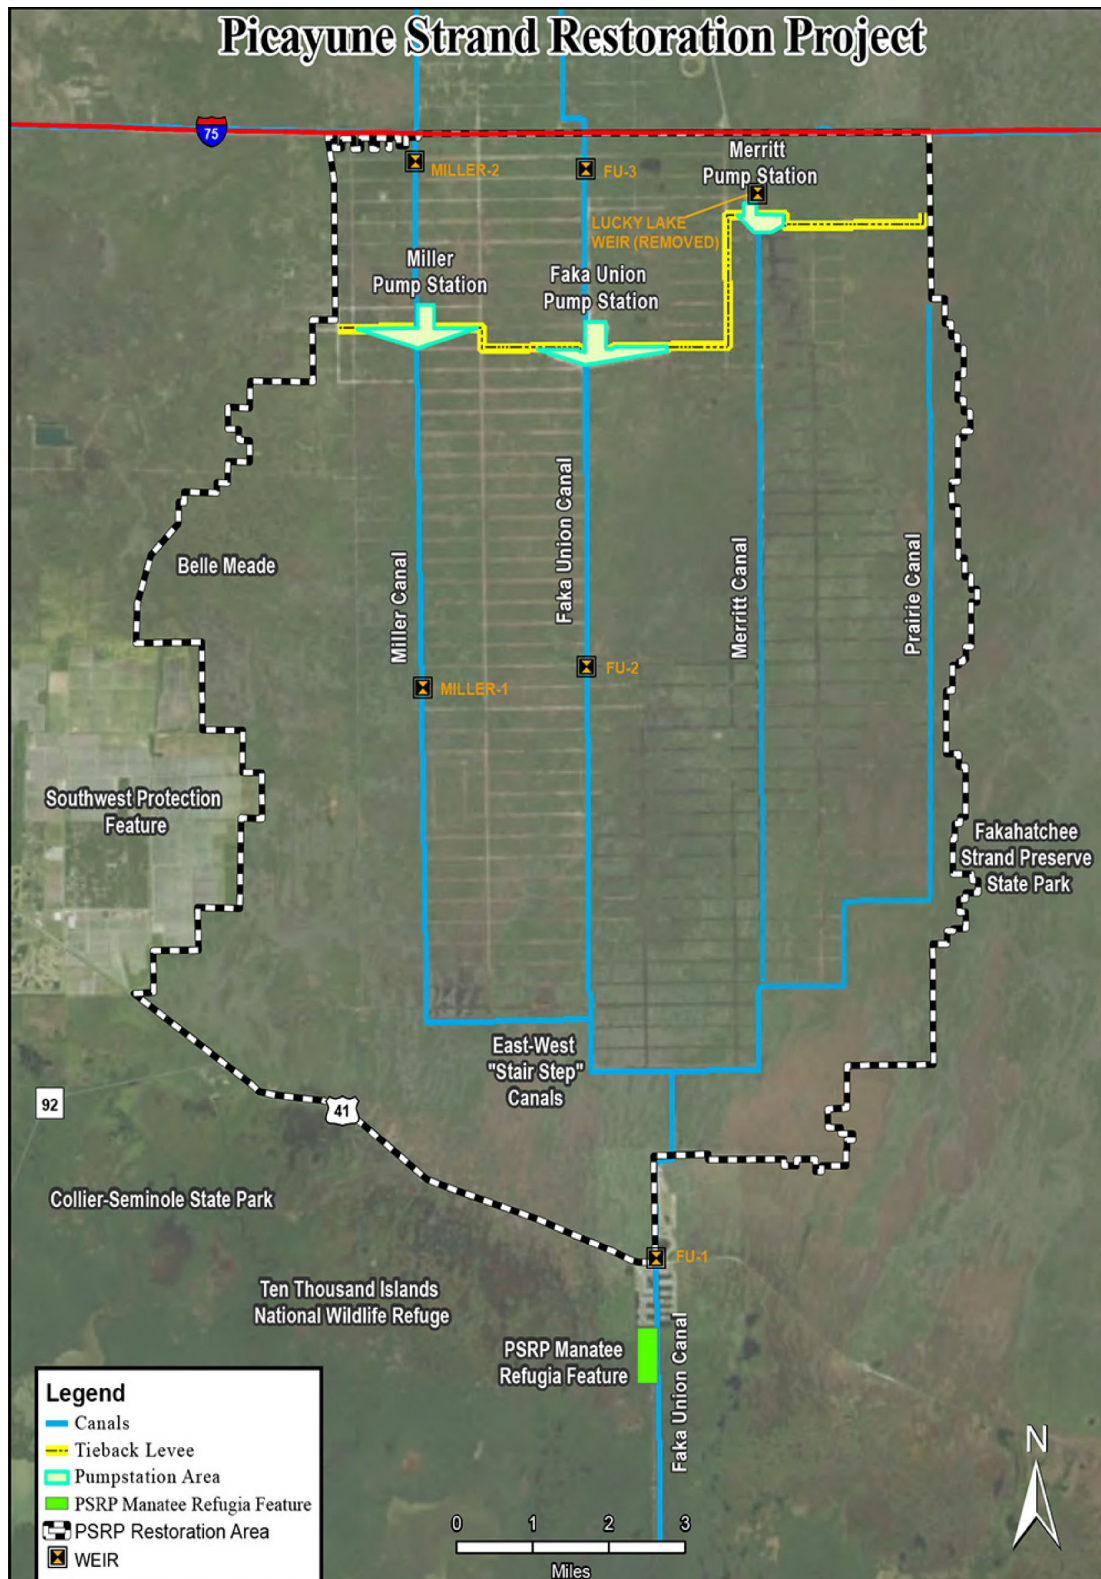 Picayune Strand Restoration Project
75
MILLER-2
FU-3
Merritt
Pump Station
LUCKY LAKE
WEIR (REMOVED)
Miller
Pump Station
Faka Union
Pump Station
Belle Meade
Miller Canal
Faka Union Canal
Merritt Canal
Prairie Canal
FU-2
MILLER-1
Southwest Protection
Feature
Fakahatchee
Strand Preserve
State Park
East-West
"Stair Step"
Canals
92
41
Collier-Seminole State Park
FU-1
Ten Thousand Islands
National Wildlife Refuge
PSRP Manatee
Refugia Feature
Faka Union Canal
Legend
Canals
Tieback Levee
Pumpstation Area
PSRP Manatee Refugia Feature
PSRP Restoration Area
WEIR
0 1 2 3
Miles
N